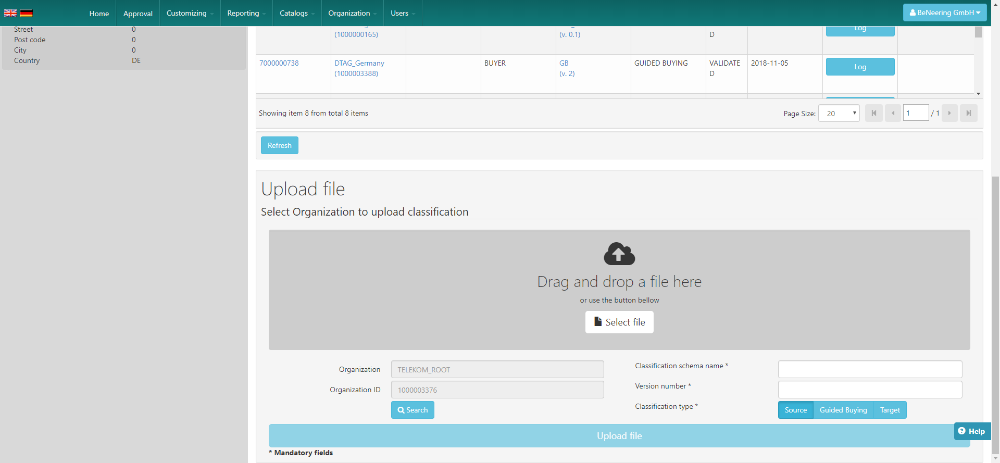 Home Approval Customizing Reporting Catalogs Organization Users BeNeering GmbH
Street 0
Post code 0
City 0
Country DE
(1000000165) (v. 0.1) D Log
7000000738 DTAG_Germany BUYER GB GUIDED BUYING VALIDATE 2018-11-05 Log
(1000003388) (v. 2) D
Showing item 8 from total 8 items Page Size: 20 1 / 1
Refresh
Upload file
Select Organization to upload classification
Drag and drop a file here
or use the button bellow
Select file
Organization TELEKOM_ROOT Classification schema name *
Organization ID 1000003376 Version number *
Search Classification type * Source Guided Buying Target
Upload file
Help
* Mandatory fields